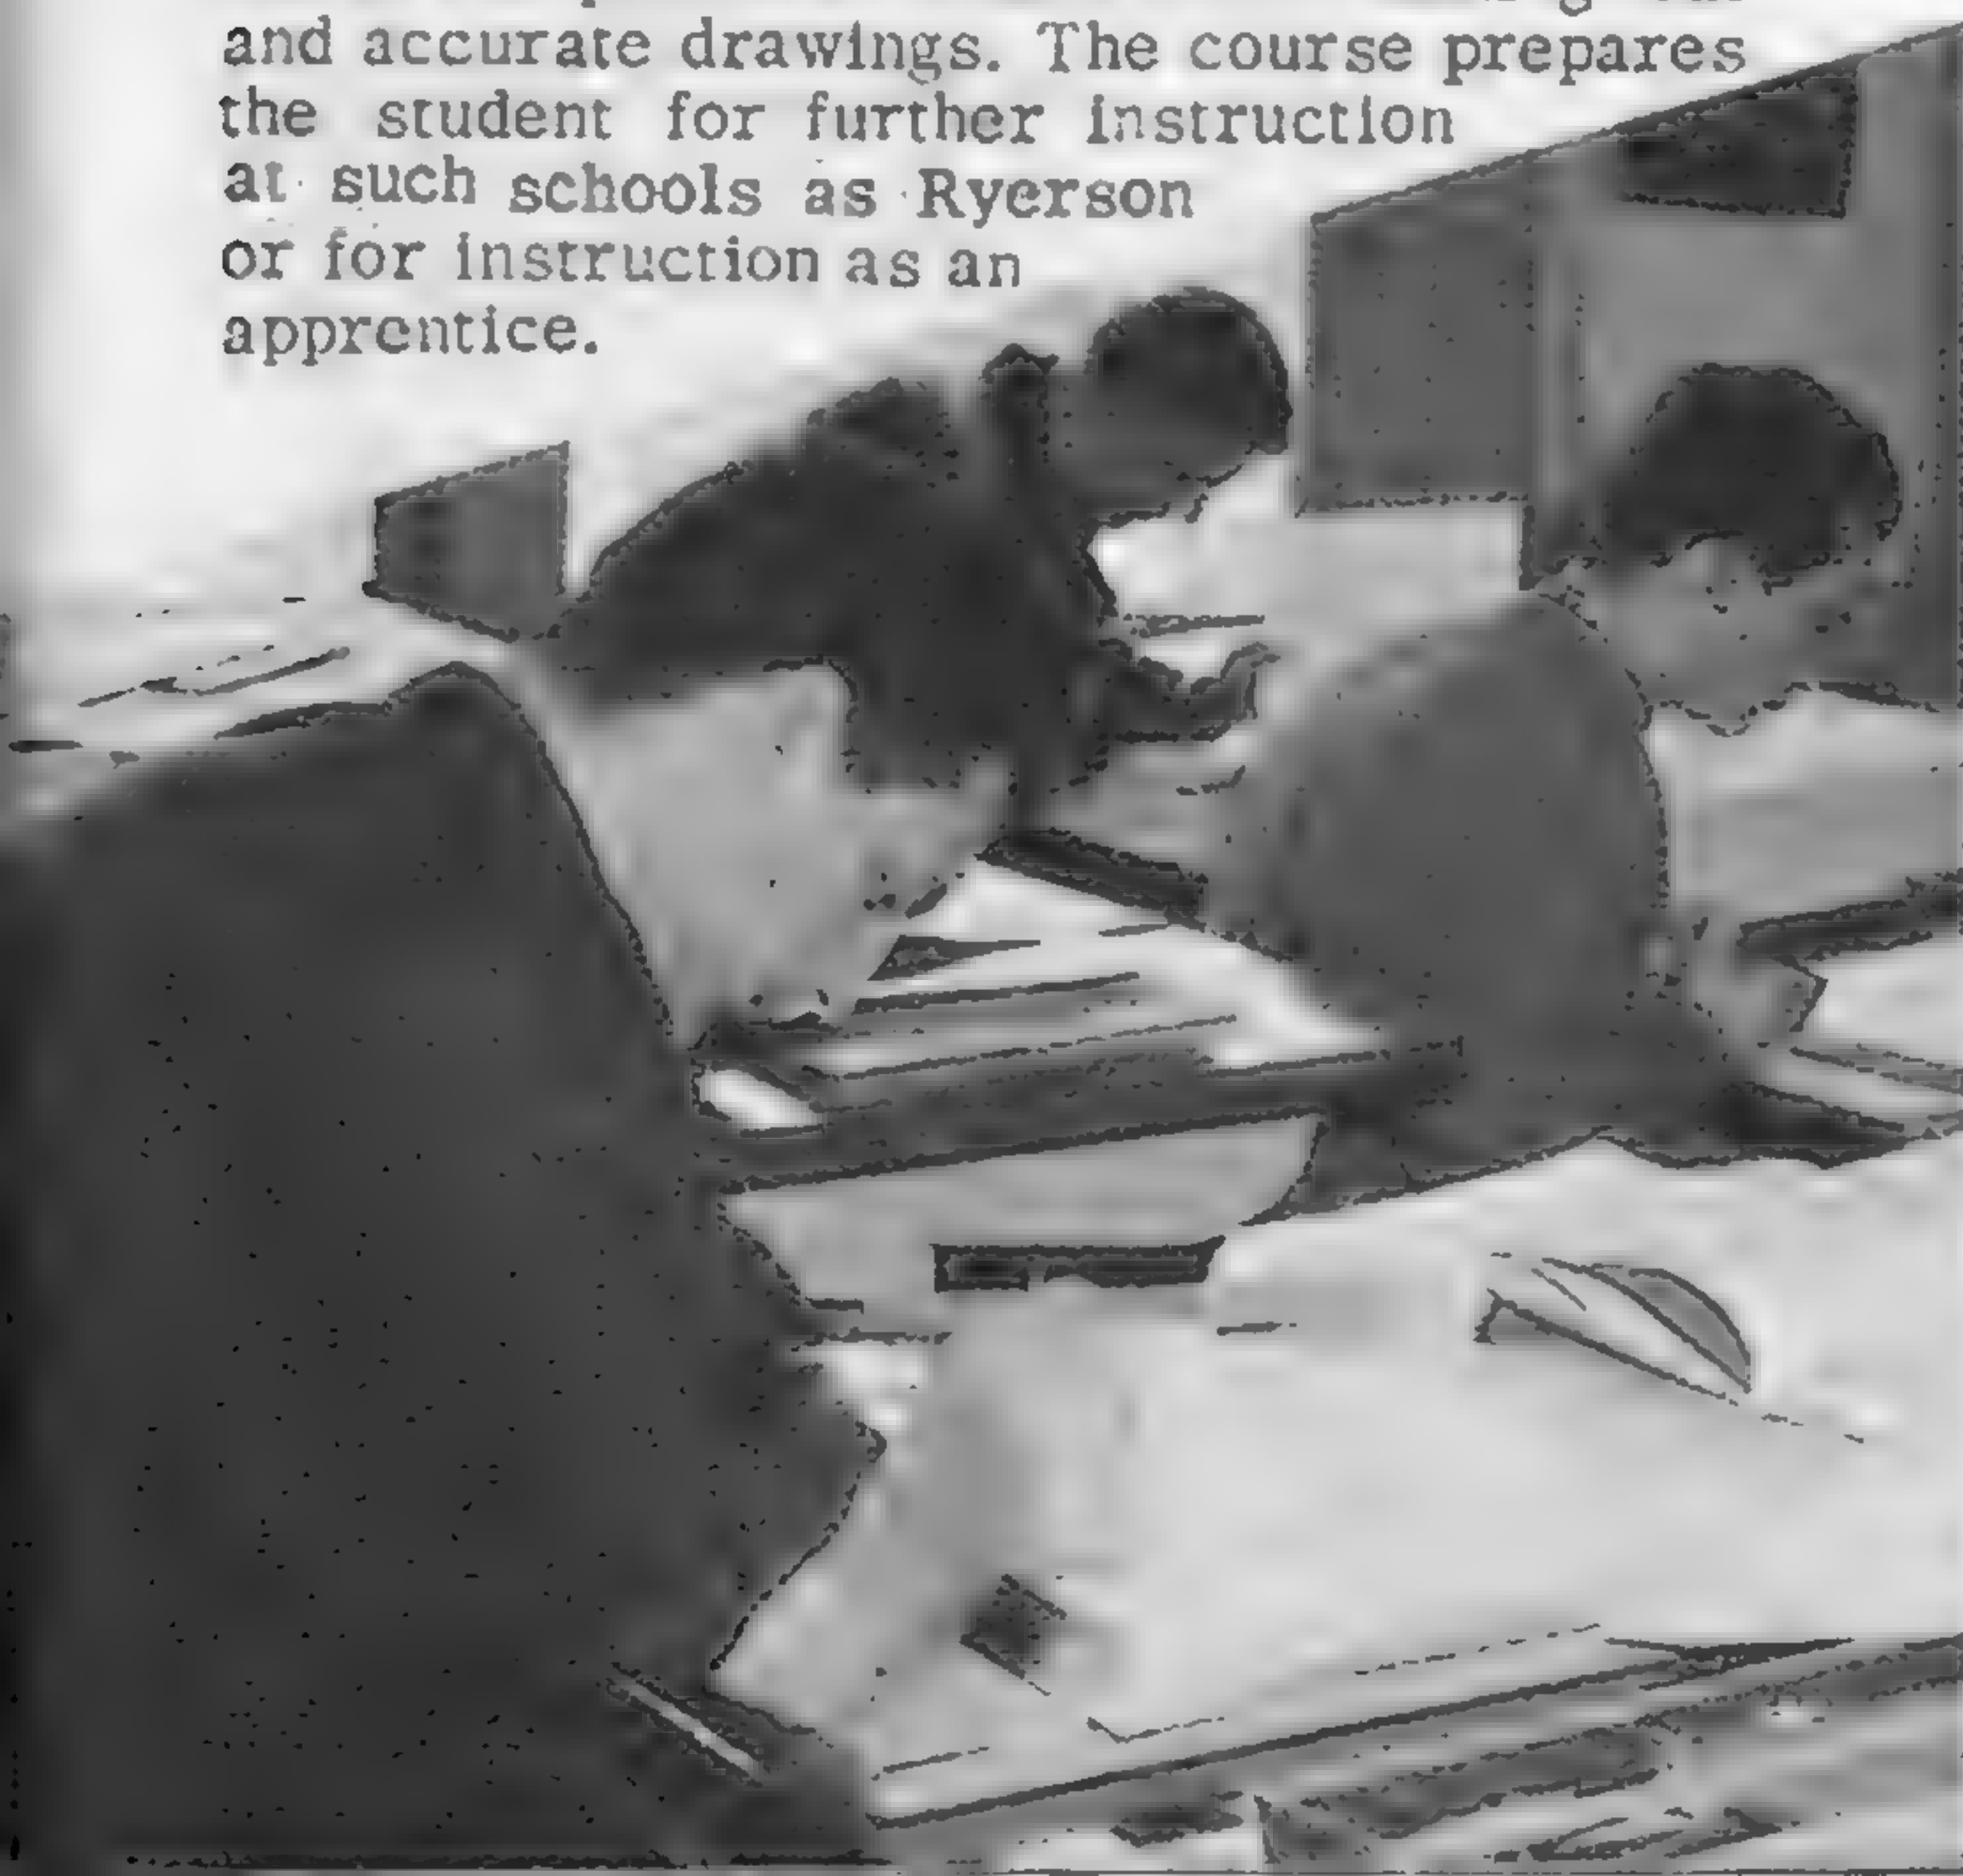 and accurate drawings. The course prepares
the student for further instruction
at such schools as Ryerson
or for instruction as an
apprentice.